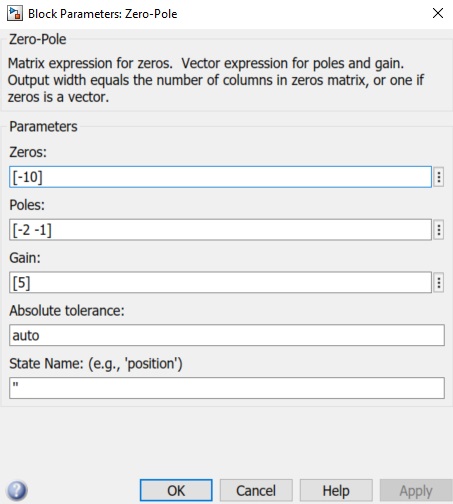 Block Parameters: Zero-Pole
Zero-Pole
Matrix expression for zeros. Vector expression for poles and gain.
Output width equals the number of columns in zeros matrix, or one if
zeros is a vector.
Parameters
Zeros:
[-10]
Poles:
[-2 -1]
Gain:
[5]
Absolute tolerance:
auto
State Name: (e.g., 'position')
''
OK Cancel Help Apply